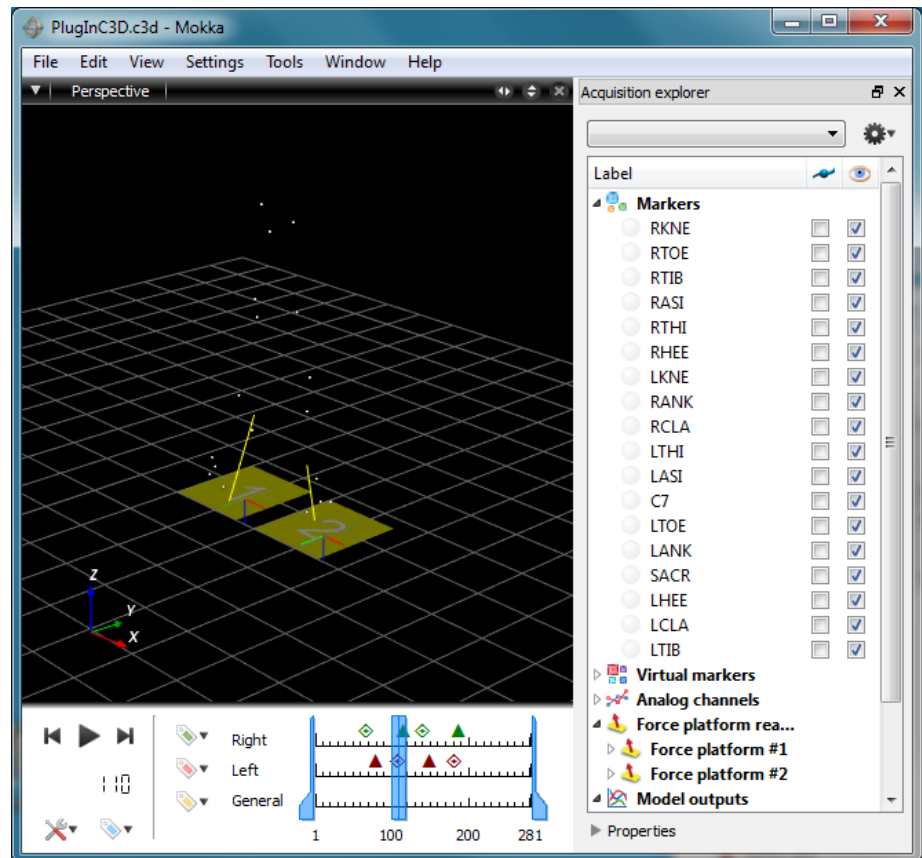 PlugInC3D.c3d - Mokka
File Edit View Settings Tools Window Help
Perspective
Acquisition explorer
Label
Markers
RKNE
RTOE
RTIB
RASI
RTHI
RHEE
LKNE
RANK
RCLA
LTHI
LASI
C7
LTOE
LANK
SACR
LHEE
LCLA
LTIB
Virtual markers
Analog channels
Force platform rea...
Force platform #1
Force platform #2
Model outputs
Properties
1
2
Z
Y
X
Right
Left
General
110
1 100 200 281